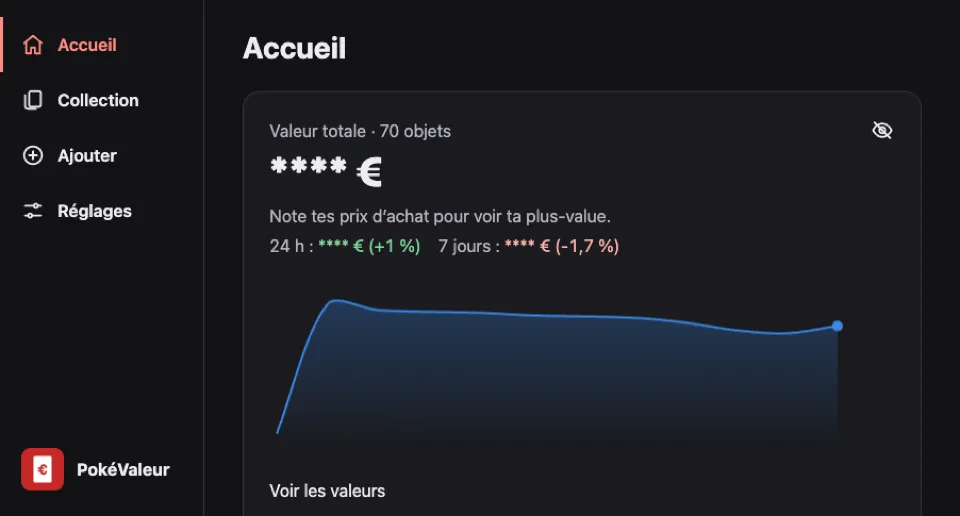 Accueil
Collection
Ajouter
Réglages
€
PokéValeur
Accueil
Valeur totale · 70 objets
**** €
Note tes prix d’achat pour voir ta plus-value.
24 h : **** € (+1 %) 7 jours : **** € (-1,7 %)
Voir les valeurs